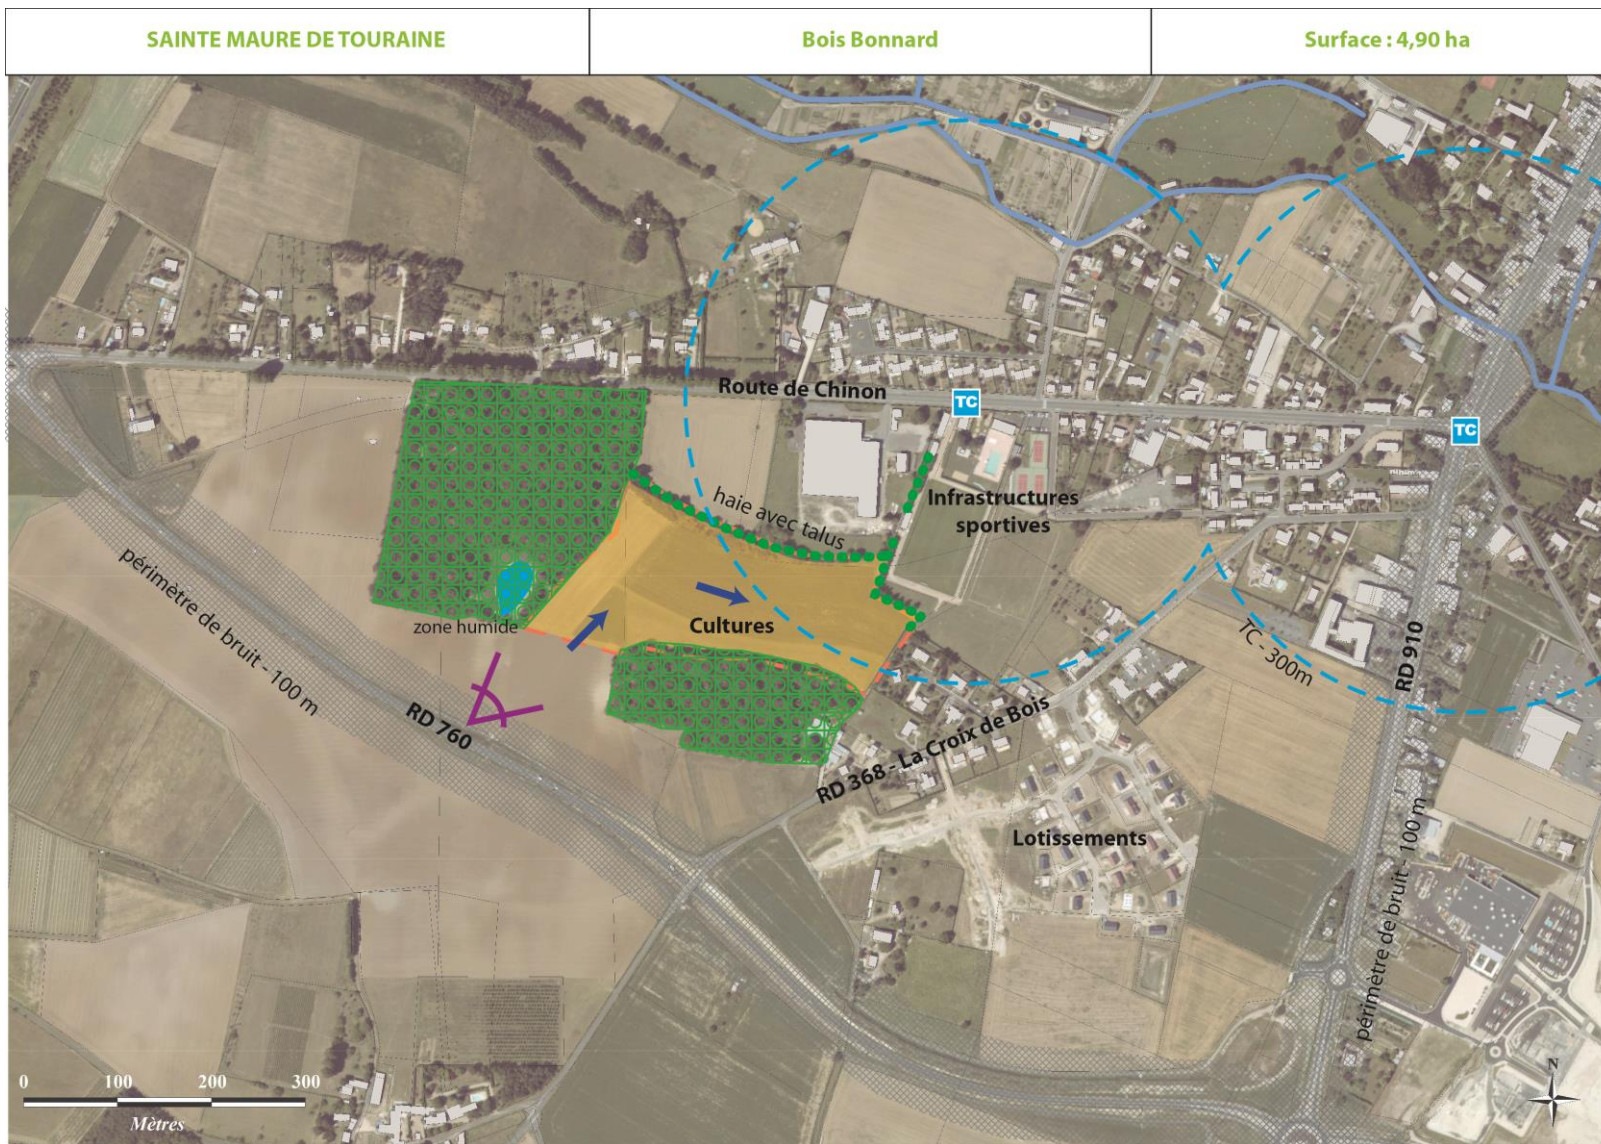 SAINTE MAURE DE TOURAINE
Bois Bonnard
Surface : 4,90 ha
Route de Chinon
TC
TC
haie avec talus
Infrastructures
sportives
périmètre de bruit - 100 m
zone humide
Cultures
TC - 300m
RD 910
RD 760
RD 368 - La Croix de Bois
Lotissements
périmètre de bruit - 100 m
0 100 200 300
Mètres
N